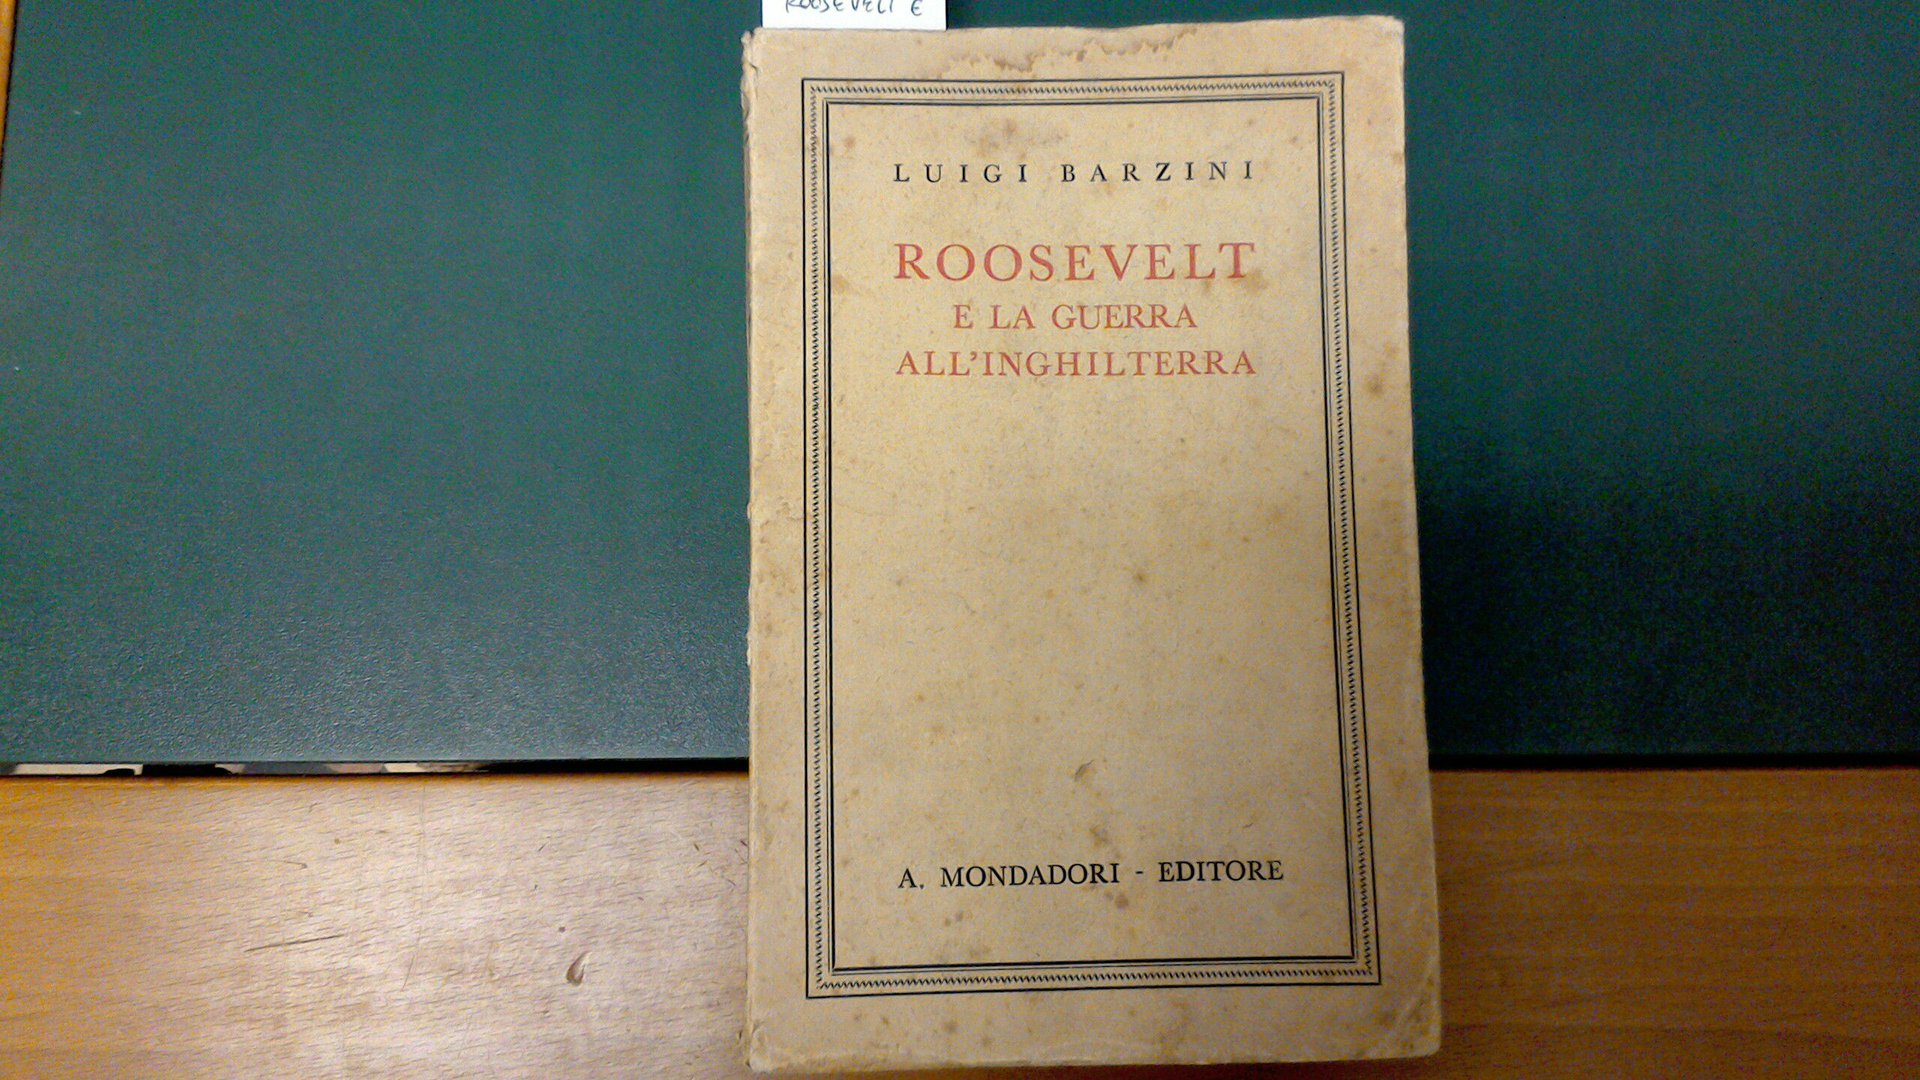 ROOSEVELT E
LUIGI BARZINI
ROOSEVELT
E LA GUERRA
ALL'INGHILTERRA
A. MONDADORI - EDITORE